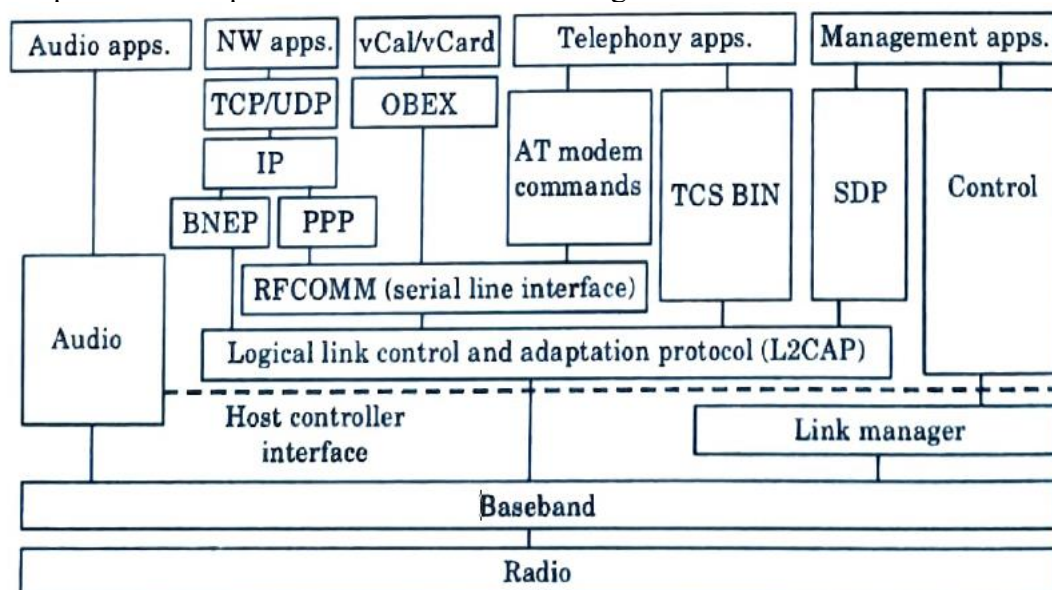 Audio apps.
NW apps.
vCal/vCard
Telephony apps.
Management apps.
TCP/UDP
OBEX
AT modem
commands
TCS BIN
SDP
Control
IP
BNEP
PPP
RFCOMM (serial line interface)
Audio
Logical link control and adaptation protocol (L2CAP)
Host controller
interface
Link manager
Baseband
Radio